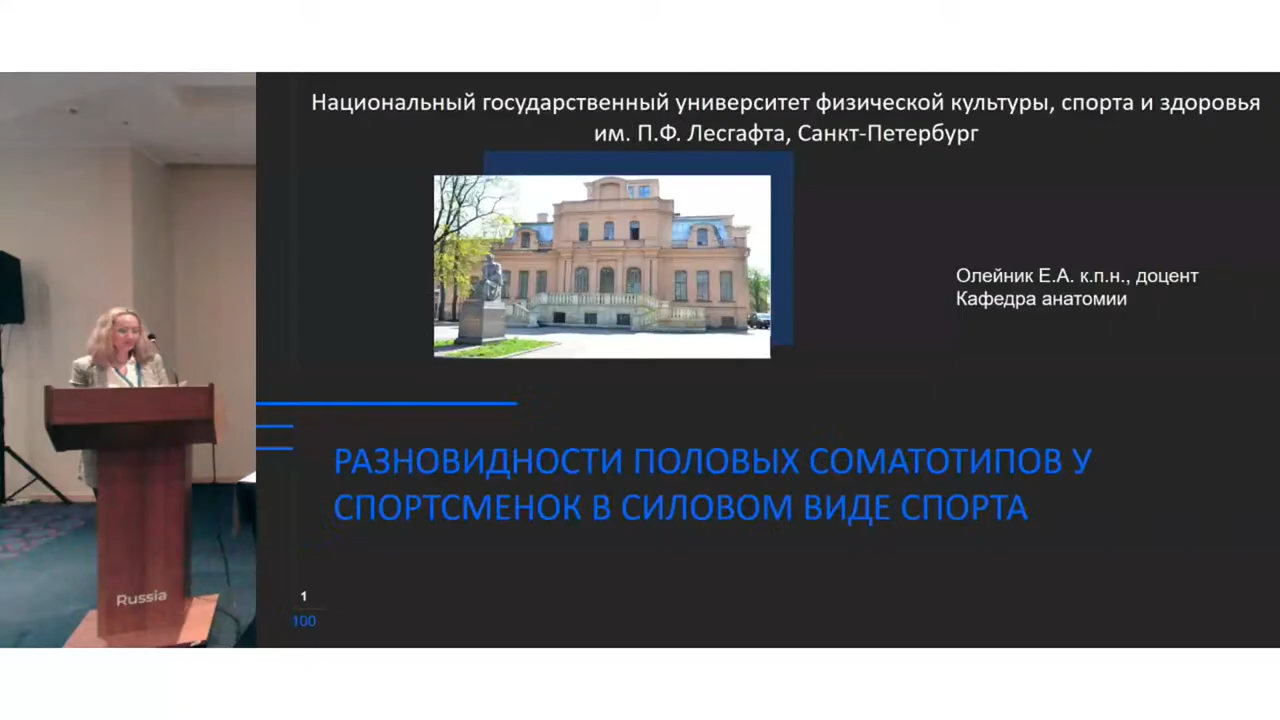 Национальный государственный университет физической культуры, спорта и здоровья
им. П.Ф. Лесгафта, Санкт-Петербург
Олейник Е.А. к.п.н., доцент
Кафедра анатомии
РАЗНОВИДНОСТИ ПОЛОВЫХ СОМАТОТИПОВ У
СПОРТСМЕНОК В СИЛОВОМ ВИДЕ СПОРТА
Russia
1
100